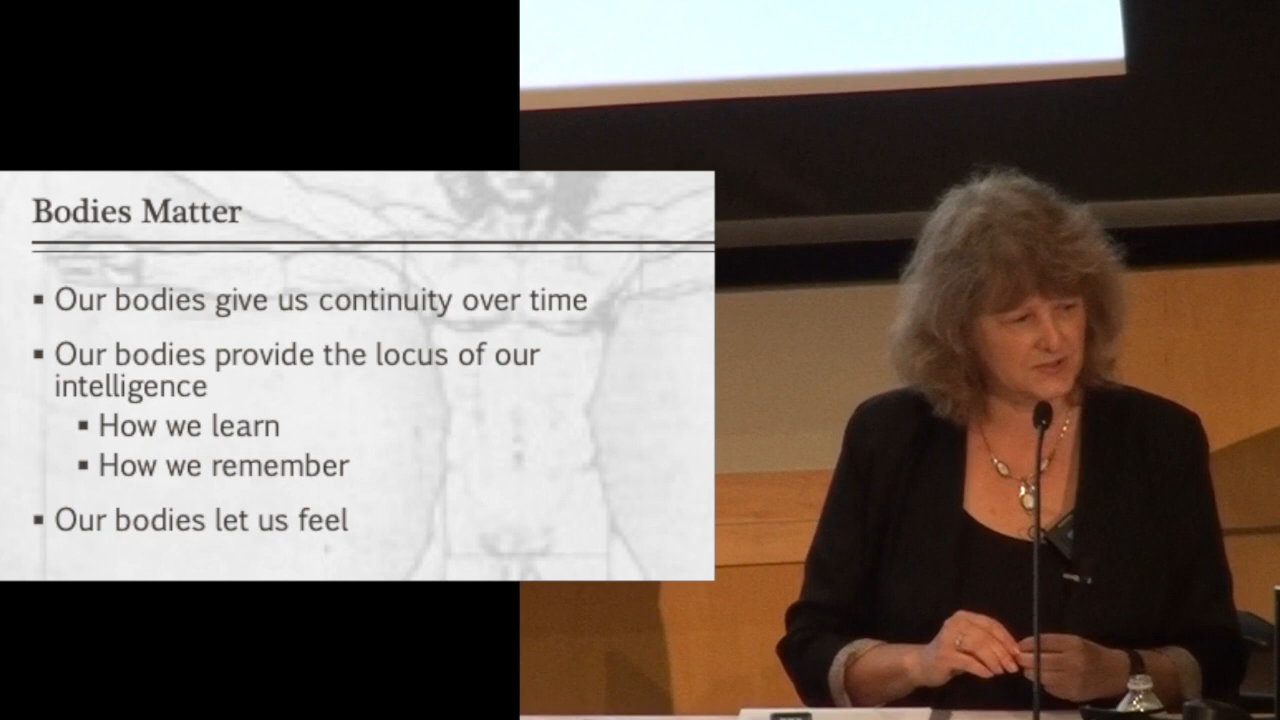 Bodies Matter
▪ Our bodies give us continuity over time
▪ Our bodies provide the locus of our
intelligence
▪ How we learn
▪ How we remember
▪ Our bodies let us feel